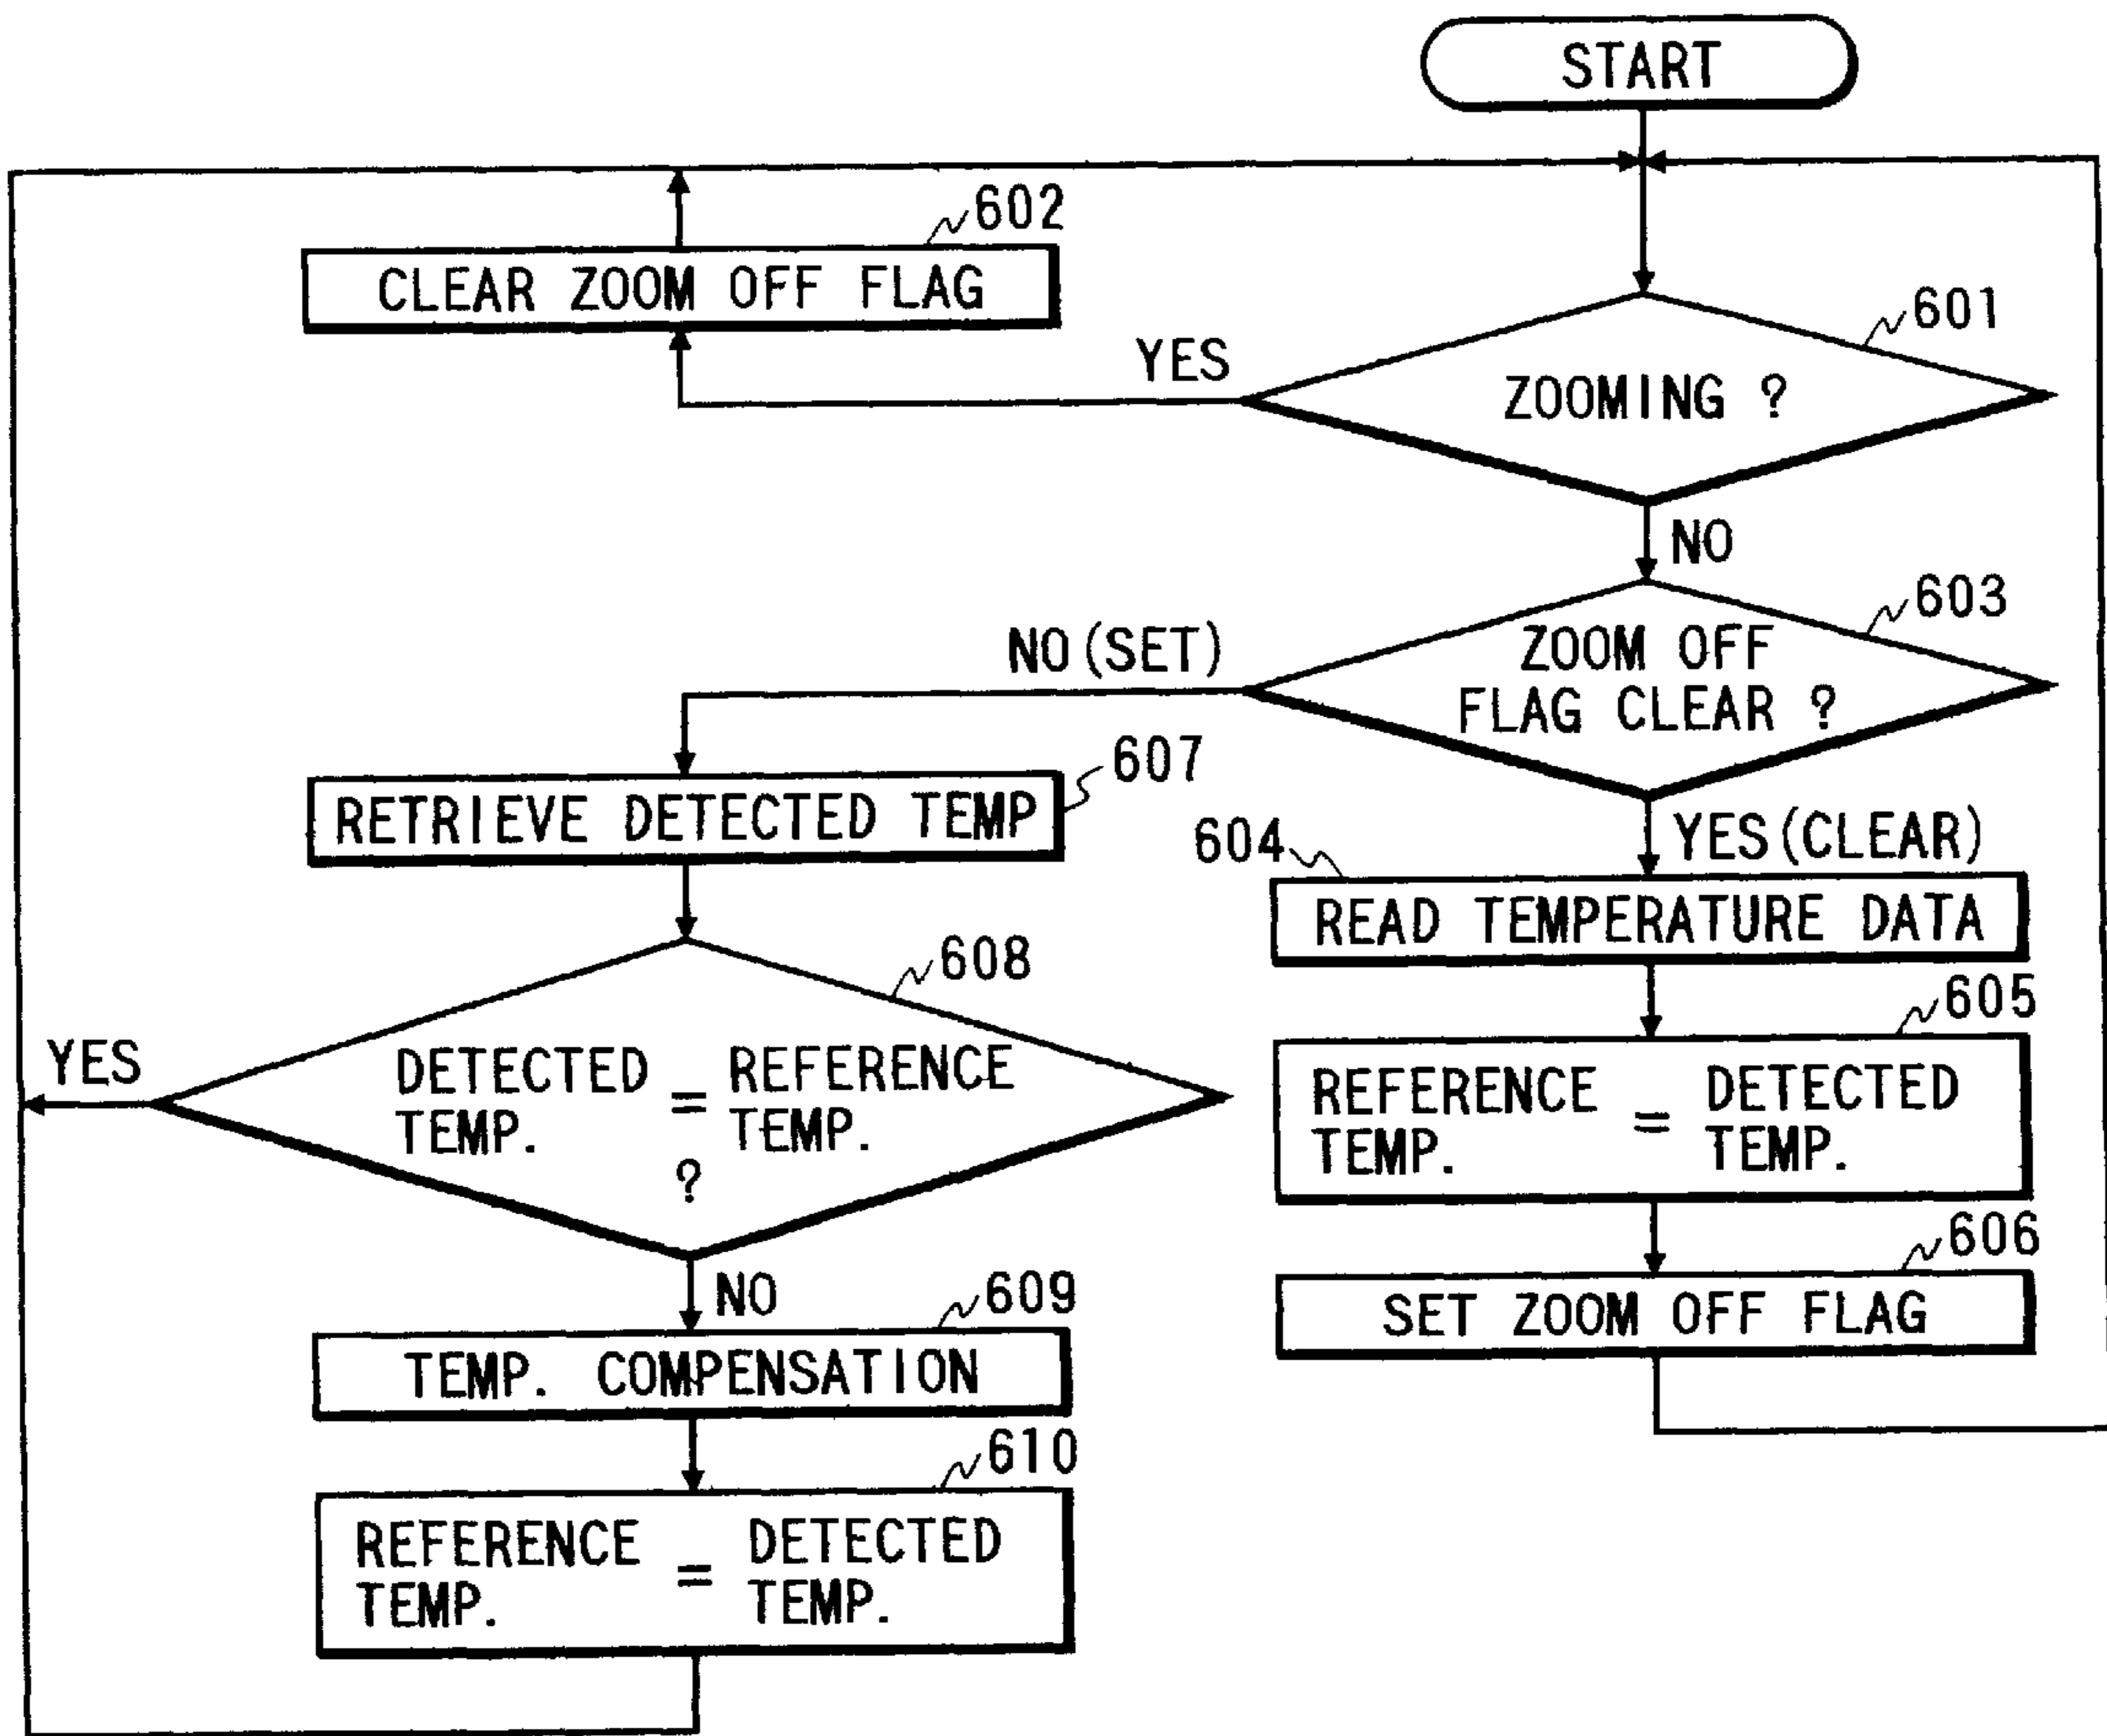 START
602
CLEAR ZOOM OFF FLAG
601
YES
ZOOMING ?
NO
603
NO(SET)
ZOOM OFF
FLAG CLEAR ?
607
RETRIEVE DETECTED TEMP
YES(CLEAR)
604
READ TEMPERATURE DATA
608
605
YES
DETECTED = REFERENCE
TEMP. TEMP.
?
REFERENCE = DETECTED
TEMP. TEMP.
606
SET ZOOM OFF FLAG
NO
609
TEMP. COMPENSATION
610
REFERENCE = DETECTED
TEMP. TEMP.